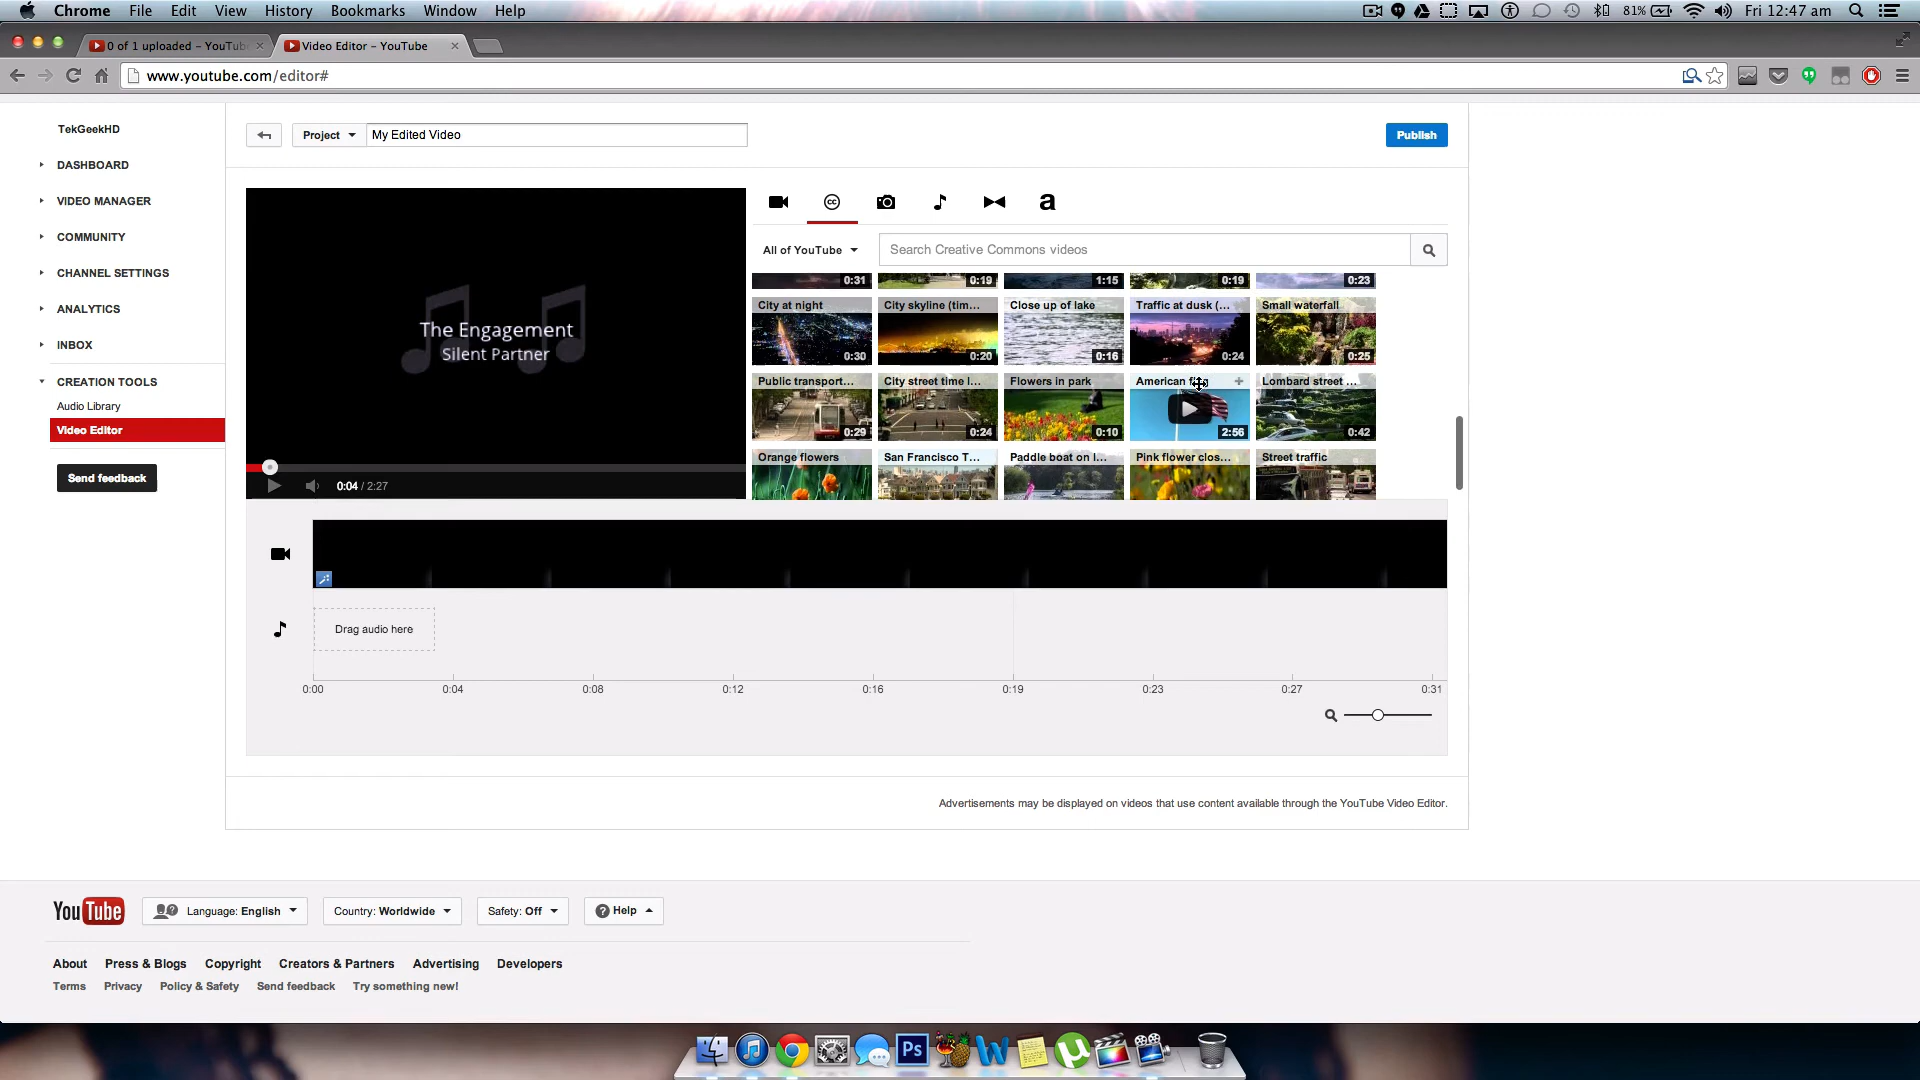 Chrome File Edit View History Bookmarks Window Help
81% Fri 12:47 am
0 of 1 uploaded – YouTub
Video Editor – YouTube
www.youtube.com/editor#
TekGeekHD
DASHBOARD
VIDEO MANAGER
COMMUNITY
CHANNEL SETTINGS
ANALYTICS
INBOX
CREATION TOOLS
Audio Library
Video Editor
Send feedback
Project My Edited Video
Publish
The Engagement
Silent Partner
0:04 / 2:27
cc
a
All of YouTube Search Creative Commons videos
0:31 0:19 1:15 0:19 0:23
City at night City skyline (tim... Close up of lake Traffic at dusk (... Small waterfall
0:30 0:20 0:16 0:24 0:25
Public transport... City street time l... Flowers in park American Lombard street ...
0:29 0:24 0:10 2:56 0:42
Orange flowers San Francisco T... Paddle boat on l... Pink flower clos... Street traffic
Drag audio here
0:00 0:04 0:08 0:12 0:16 0:19 0:23 0:27 0:31
Advertisements may be displayed on videos that use content available through the YouTube Video Editor.
YouTube Language: English Country: Worldwide Safety: Off Help
About Press & Blogs Copyright Creators & Partners Advertising Developers
Terms Privacy Policy & Safety Send feedback Try something new!
Ps W